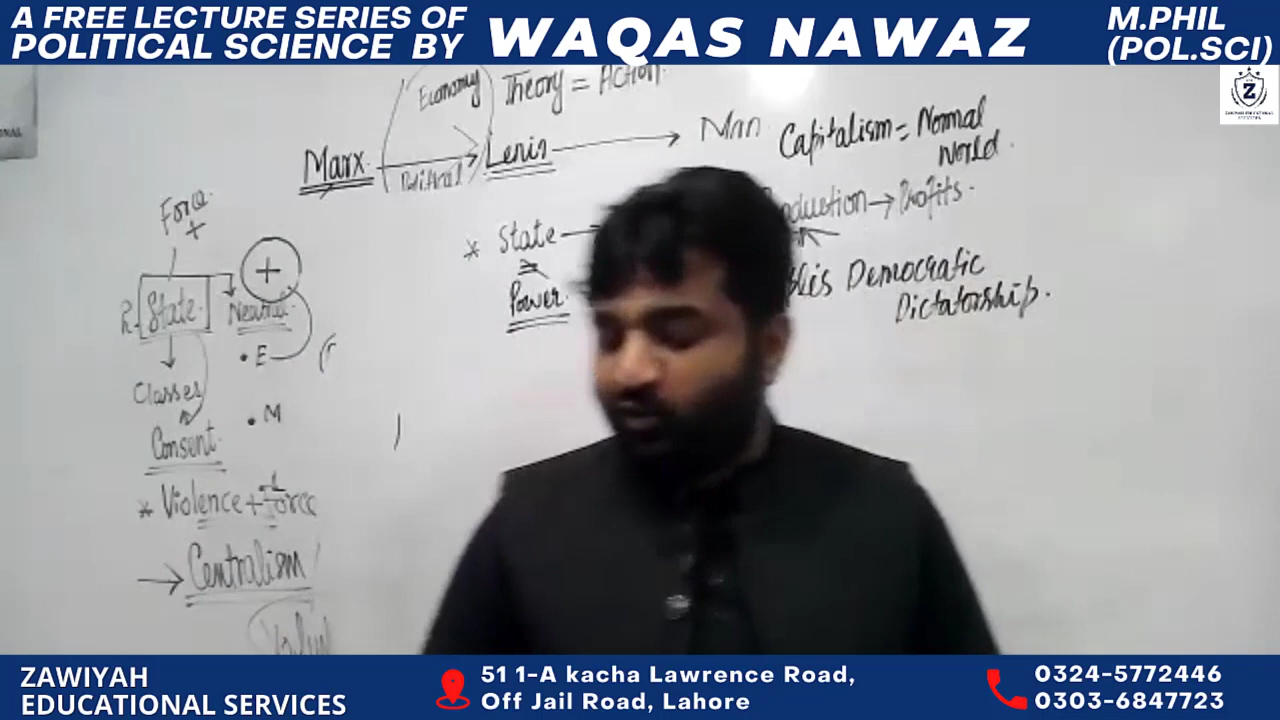 A FREE LECTURE SERIES OF
POLITICAL SCIENCE BY
WAQAS NAWAZ
M.PHIL
(POL.SCI)
Z
Economy
Theory = Action
Marx
Political
Lenin
Capitalism = Normal
World.
Force
+
* State
Power.
oduction → Profits.
+
State.
Neutral.
blis Democratic
Dictatorship.
• E
Classes
• M
Consent.
* Violence + Force
→ Centralism
ZAWIYAH
EDUCATIONAL SERVICES
51 1-A kacha Lawrence Road,
Off Jail Road, Lahore
0324-5772446
0303-6847723